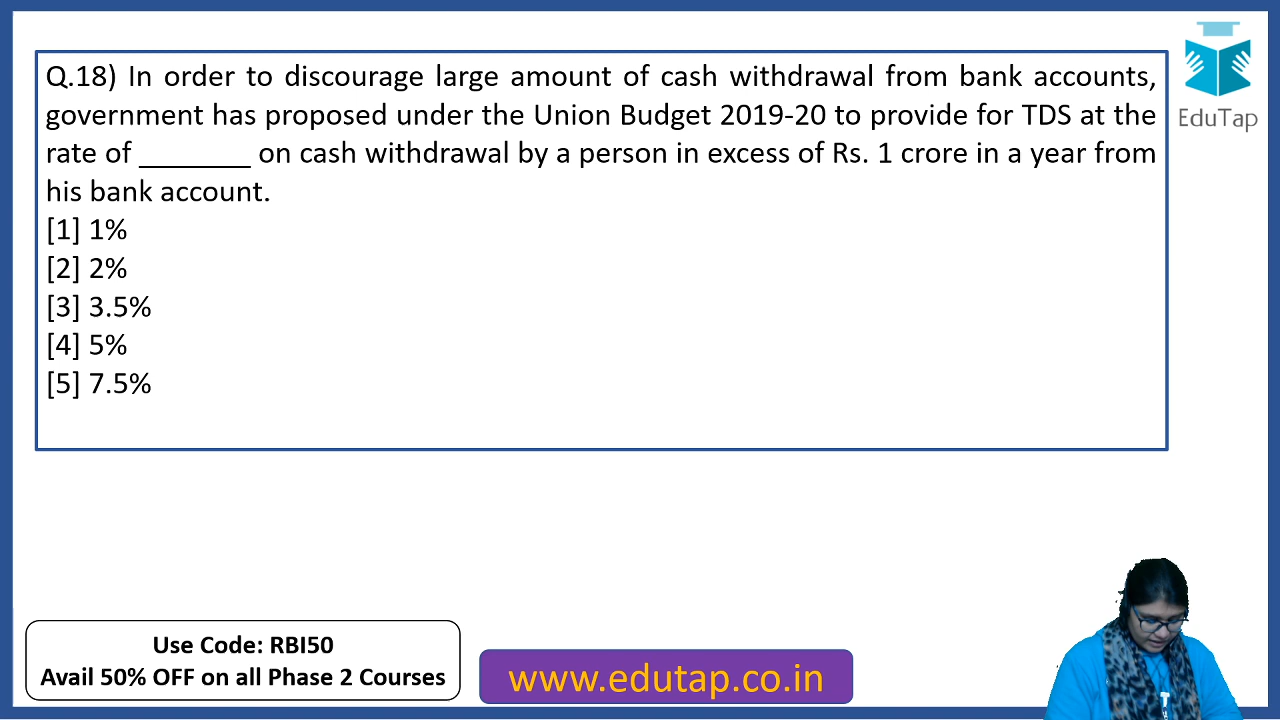 Q.18) In order to discourage large amount of cash withdrawal from bank accounts,
government has proposed under the Union Budget 2019-20 to provide for TDS at the
rate of _______ on cash withdrawal by a person in excess of Rs. 1 crore in a year from
his bank account.
[1] 1%
[2] 2%
[3] 3.5%
[4] 5%
[5] 7.5%
EduTap
Use Code: RBI50
Avail 50% OFF on all Phase 2 Courses
www.edutap.co.in